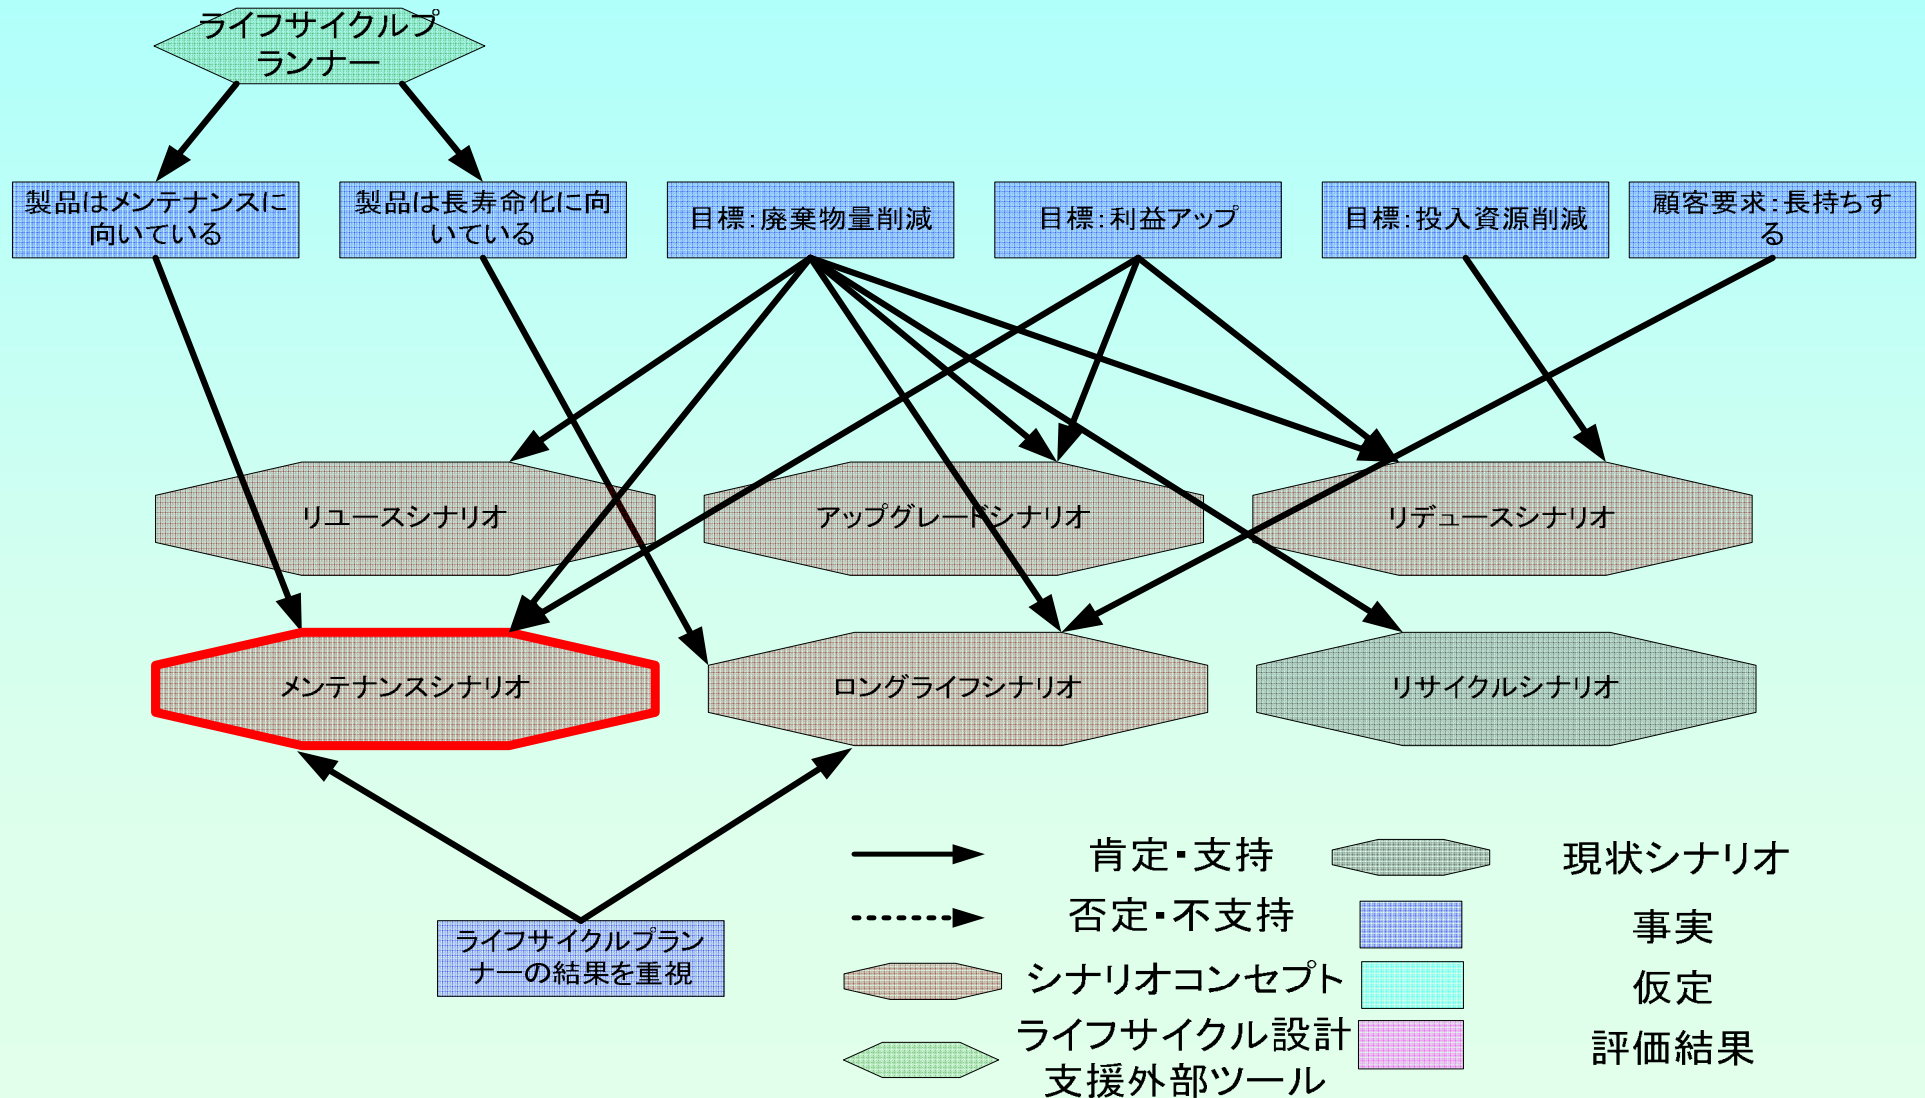 ライフサイクルプ
ランナー
製品はメンテナンスに
向いている
製品は長寿命化に向
いている
目標:廃棄物量削減
目標:利益アップ
目標:投入資源削減
顧客要求:長持ちす
る
リユースシナリオ
アップグレードシナリオ
リデュースシナリオ
メンテナンスシナリオ
ロングライフシナリオ
リサイクルシナリオ
ライフサイクルプラン
ナーの結果を重視
肯定・支持
否定・不支持
シナリオコンセプト
ライフサイクル設計
支援外部ツール
現状シナリオ
事実
仮定
評価結果